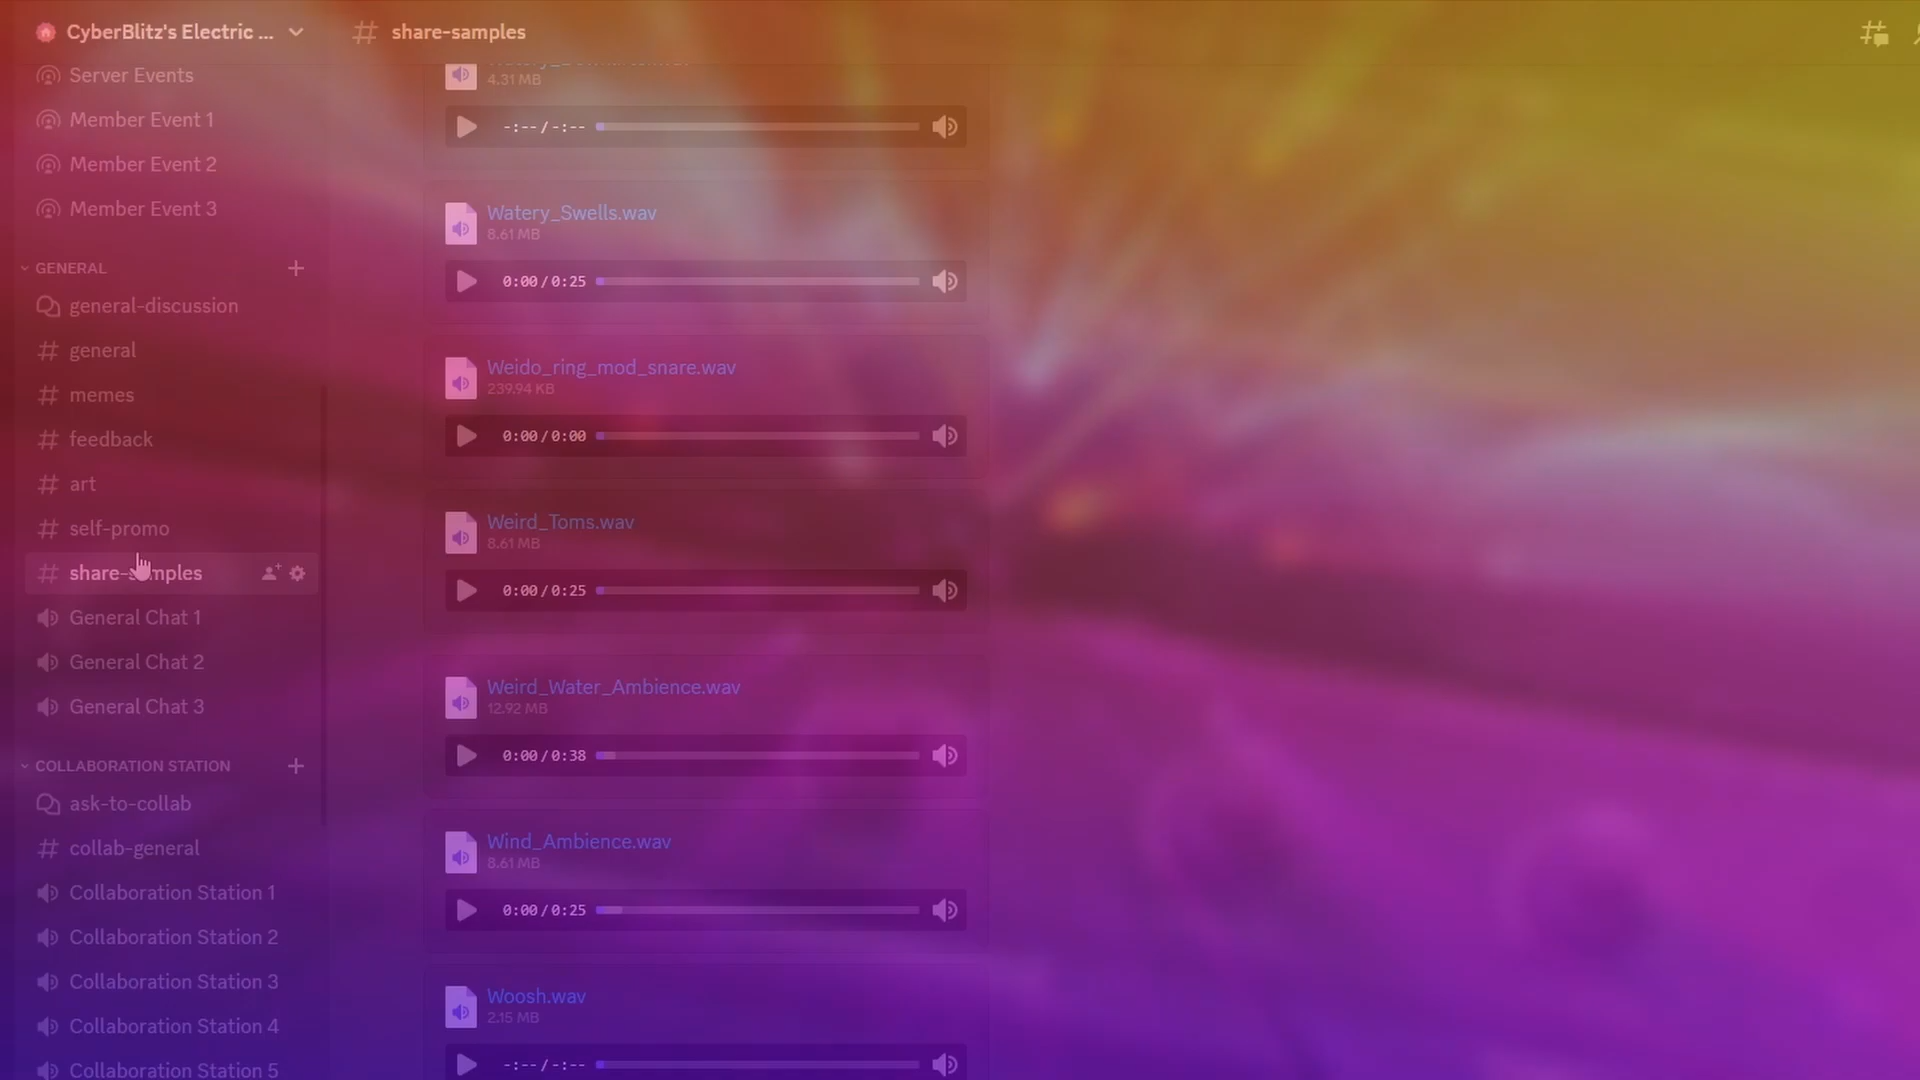 CyberBlitz's Electric ...
Server Events
Member Event 1
Member Event 2
Member Event 3
GENERAL
general-discussion
general
memes
feedback
art
self-promo
share-samples
General Chat 1
General Chat 2
General Chat 3
COLLABORATION STATION
ask-to-collab
collab-general
Collaboration Station 1
Collaboration Station 2
Collaboration Station 3
Collaboration Station 4
Collaboration Station 5
share-samples
4.31 MB
-:-- / -:--
Watery_Swells.wav
8.61 MB
0:00 / 0:25
Weido_ring_mod_snare.wav
239.94 KB
0:00 / 0:00
Weird_Toms.wav
8.61 MB
0:00 / 0:25
Weird_Water_Ambience.wav
12.92 MB
0:00 / 0:38
Wind_Ambience.wav
8.61 MB
0:00 / 0:25
Woosh.wav
2.15 MB
-:-- / -:--